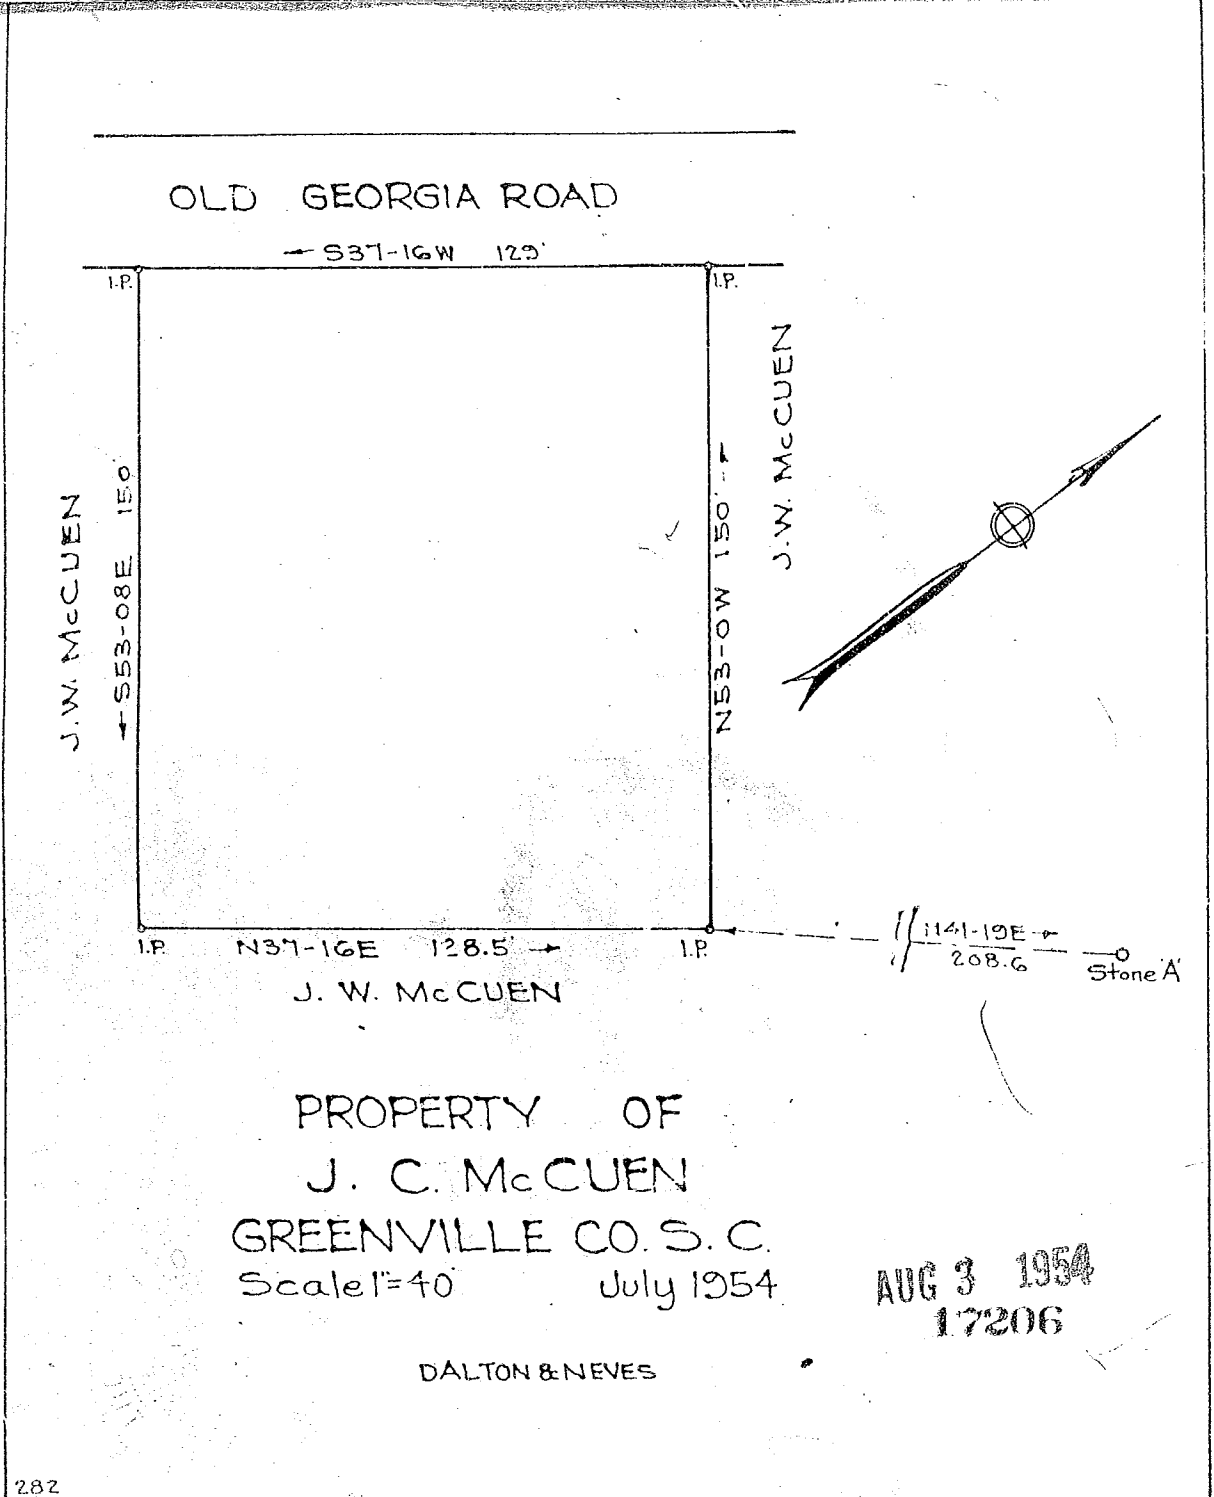 OLD GEORGIA ROAD
← S37-16W 129'
I.P.
I.P.
J.W. McCUEN
← S53-08E 150'
N53-0W 150' →
J.W. McCUEN
I.P.
N37-16E 128.5' →
I.P.
J. W. McCUEN
N41-19E →
208.6
Stone 'A'
PROPERTY OF
J. C. McCUEN
GREENVILLE CO. S. C.
Scale 1"=40' July 1954
AUG 3 1954
17206
DALTON & NEVES
282